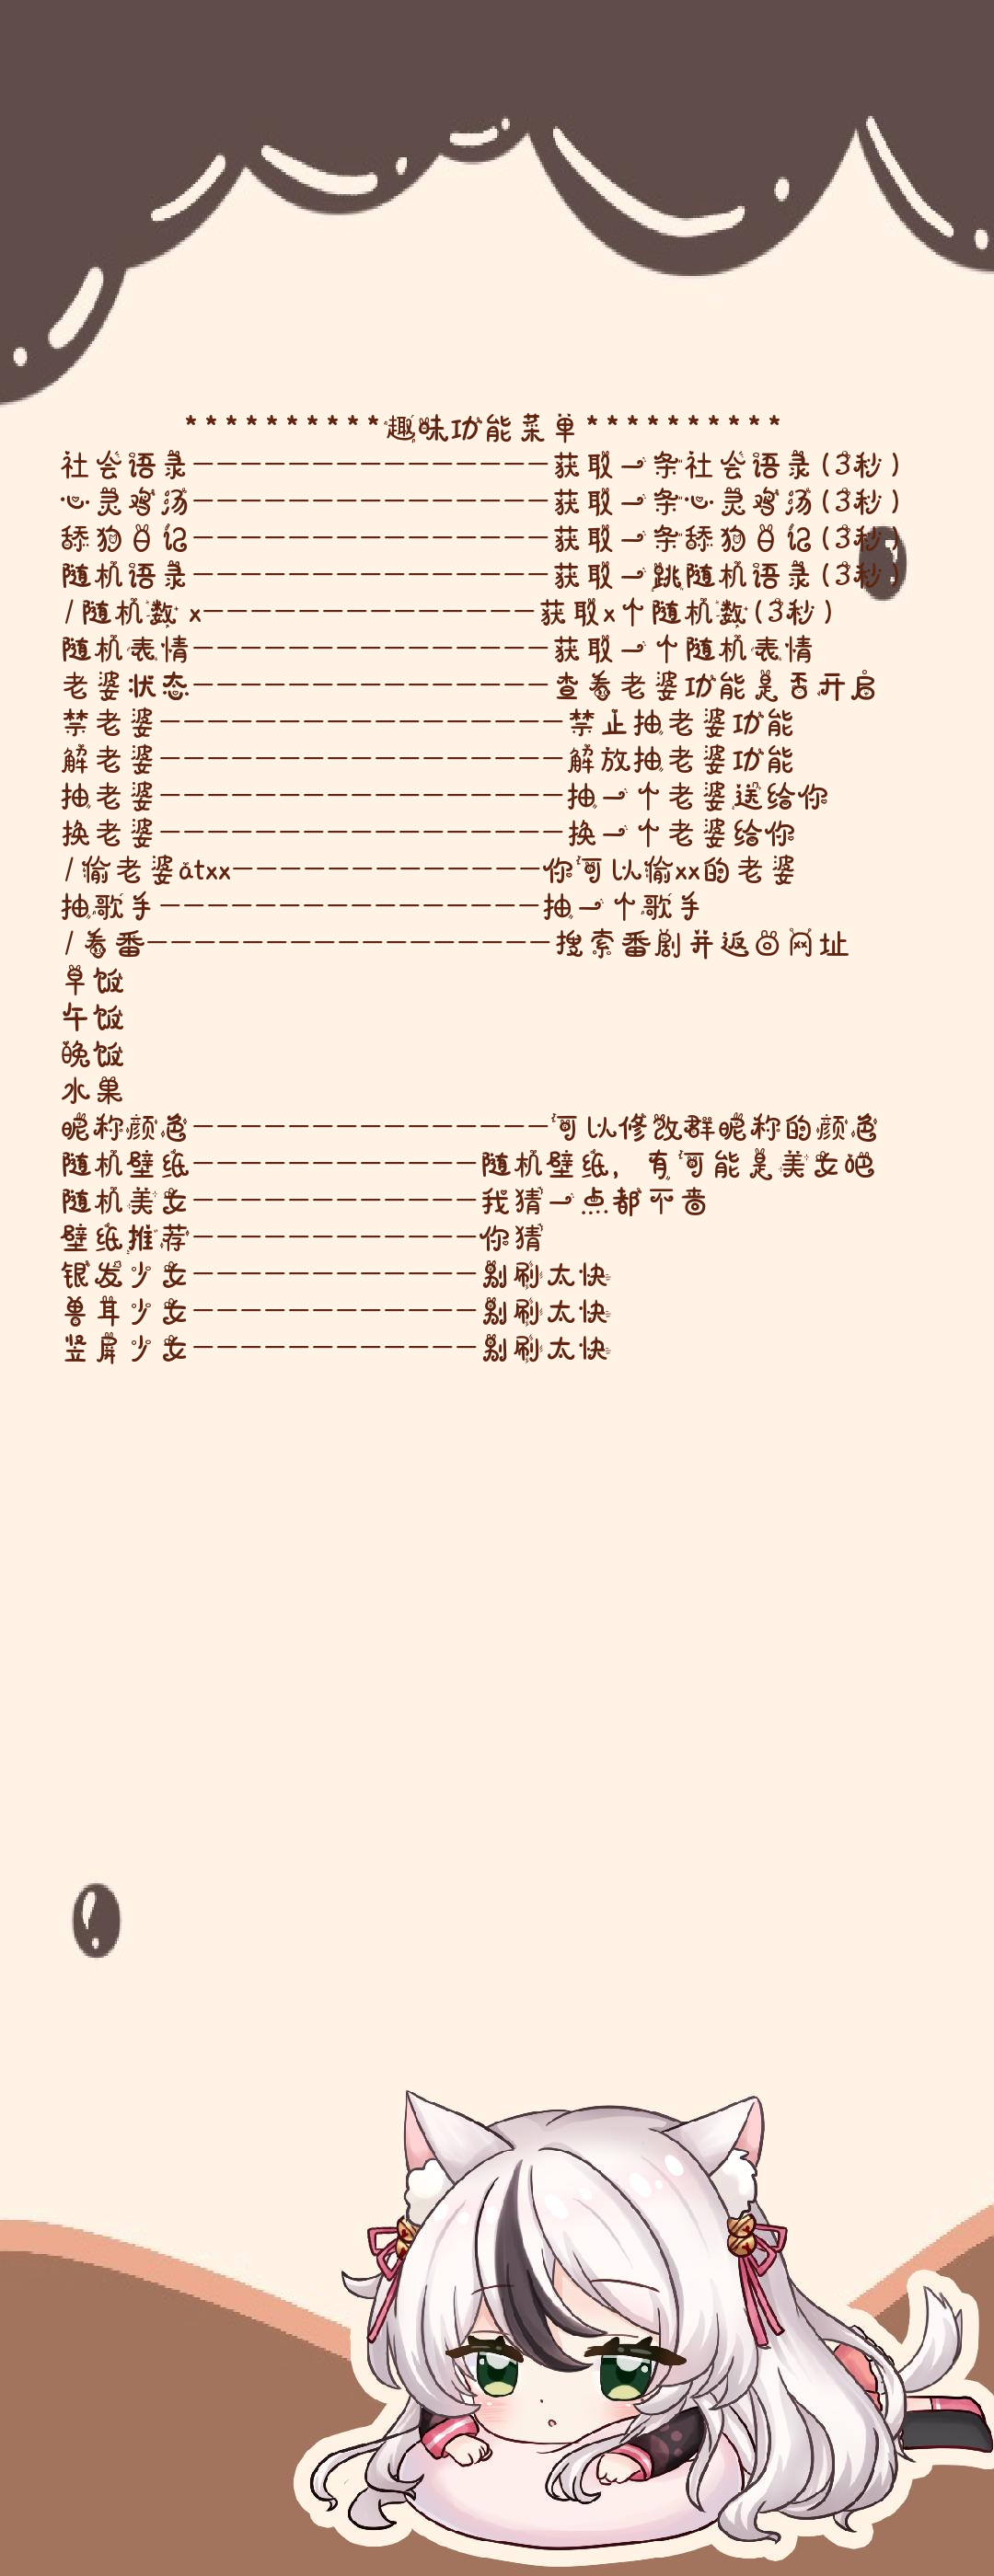 **********趣味功能菜单**********
社会语录———————————————获取一条社会语录(3秒)
心灵鸡汤———————————————获取一条心灵鸡汤(3秒)
舔狗日记———————————————获取一条舔狗日记(3秒)
随机语录———————————————获取一跳随机语录(3秒)
/随机数 x——————————————获取x个随机数(3秒)
随机表情———————————————获取一个随机表情
老婆状态———————————————查看老婆功能是否开启
禁老婆—————————————————禁止抽老婆功能
解老婆—————————————————解放抽老婆功能
抽老婆—————————————————抽一个老婆送给你
换老婆—————————————————换一个老婆给你
/偷老婆atxx—————————————你可以偷xx的老婆
抽歌手————————————————抽一个歌手
/看番—————————————————搜索番剧并返回网址
早饭
午饭
晚饭
水果
昵称颜色———————————————可以修改群昵称的颜色
随机壁纸————————————随机壁纸，有可能是美女吧
随机美女————————————我猜一点都不啬
壁纸推荐————————————你猜
银发少女————————————别刷太快
兽耳少女————————————别刷太快
竖屏少女————————————别刷太快